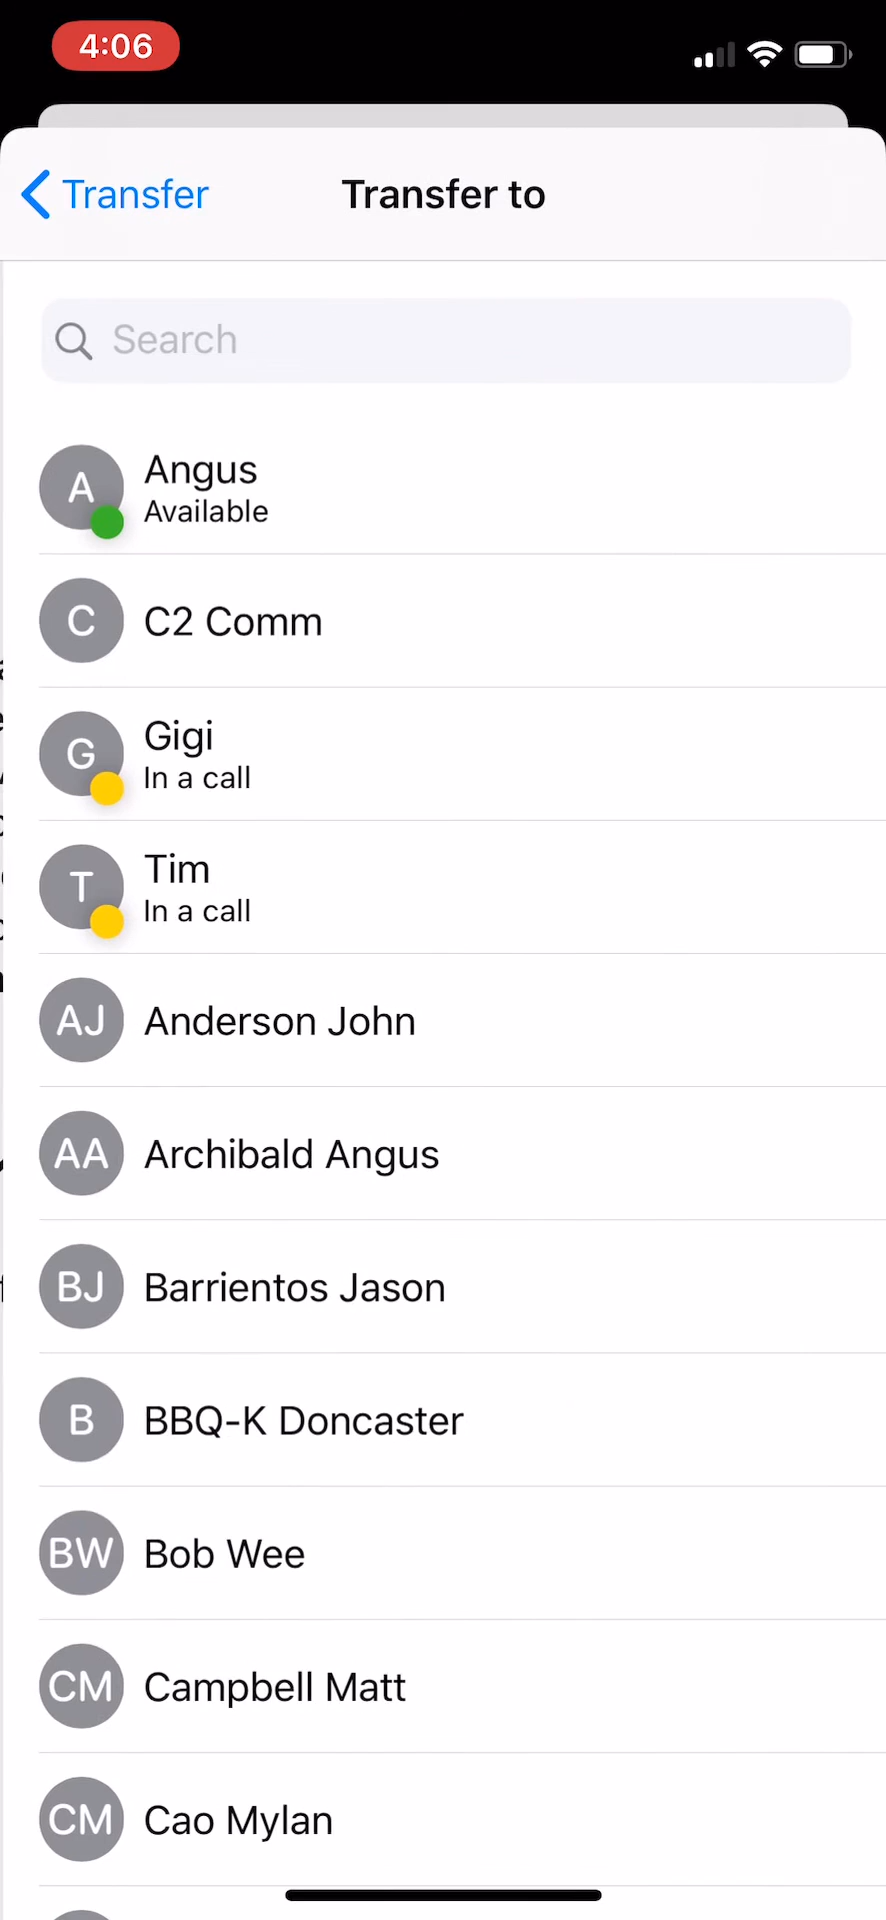 4:06
Transfer
Transfer to
Search
A
Angus
Available
C
C2 Comm
G
Gigi
In a call
T
Tim
In a call
AJ
Anderson John
AA
Archibald Angus
BJ
Barrientos Jason
B
BBQ-K Doncaster
BW
Bob Wee
CM
Campbell Matt
CM
Cao Mylan